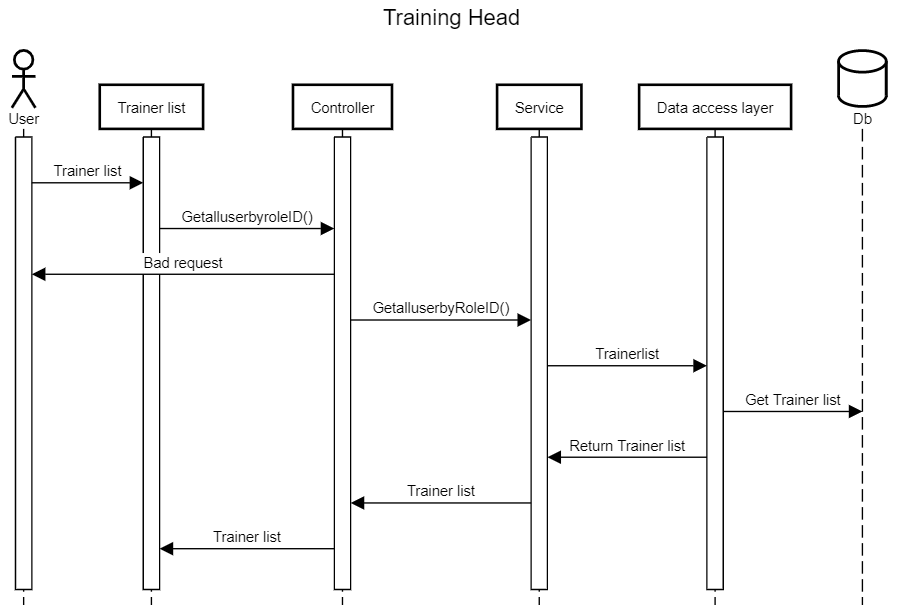 Training Head
User
Trainer list
Controller
Service
Data access layer
Db
Trainer list
GetalluserbyroleID()
Bad request
GetalluserbyRoleID()
Trainerlist
Get Trainer list
Return Trainer list
Trainer list
Trainer list